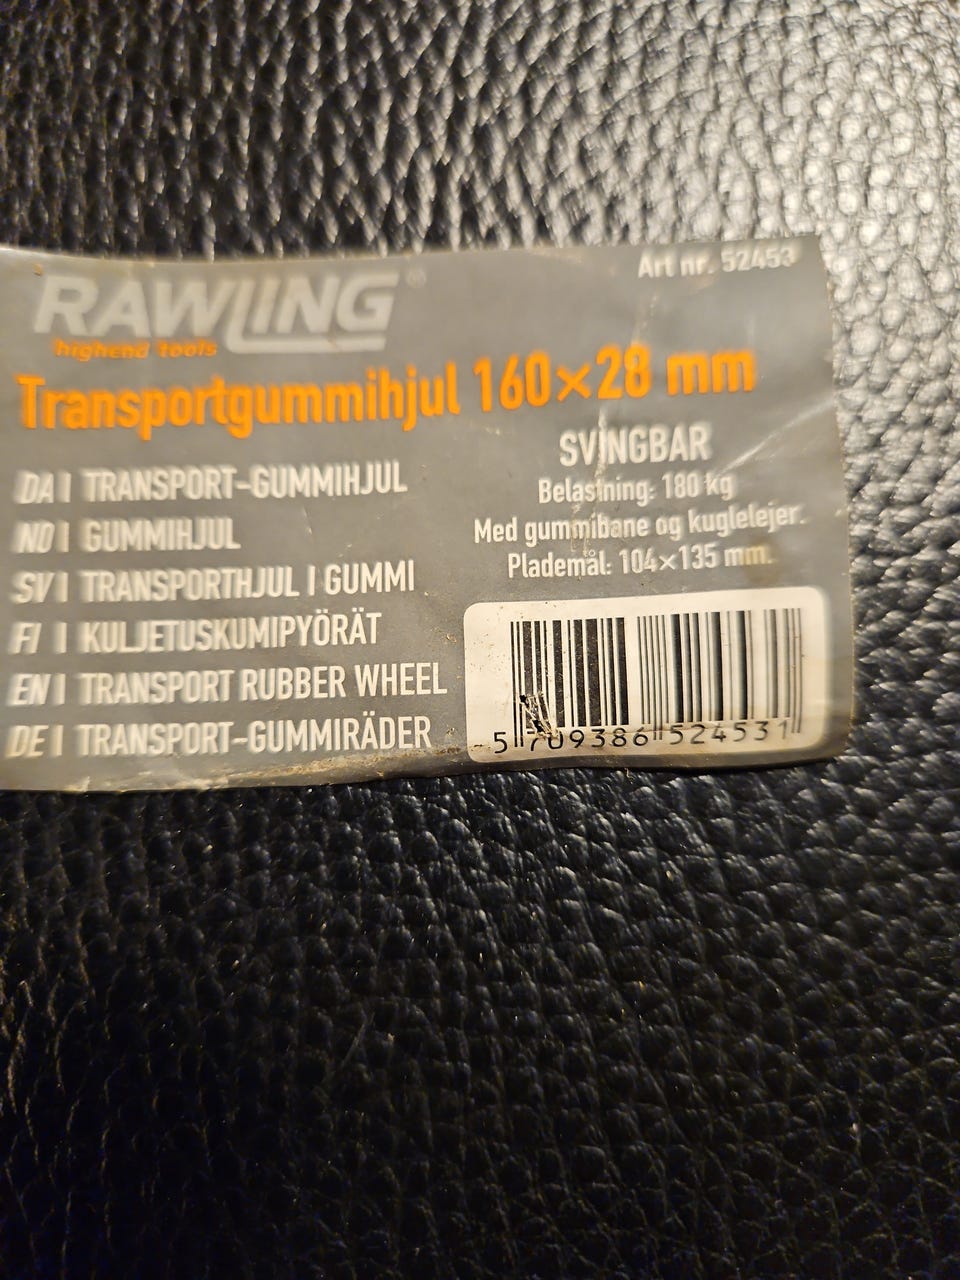 Art nr. 52453
RAWLING®
highend tools
Transportgummihjul 160×28 mm
DA | TRANSPORT-GUMMIHJUL
NO | GUMMIHJUL
SV | TRANSPORTHJUL I GUMMI
FI | KULJETUSKUMIPYÖRÄT
EN | TRANSPORT RUBBER WHEEL
DE | TRANSPORT-GUMMIRÄDER
SVINGBAR
Belastning: 180 kg
Med gummibane og kuglelejer.
Plademål: 104×135 mm.
5 709386 524531